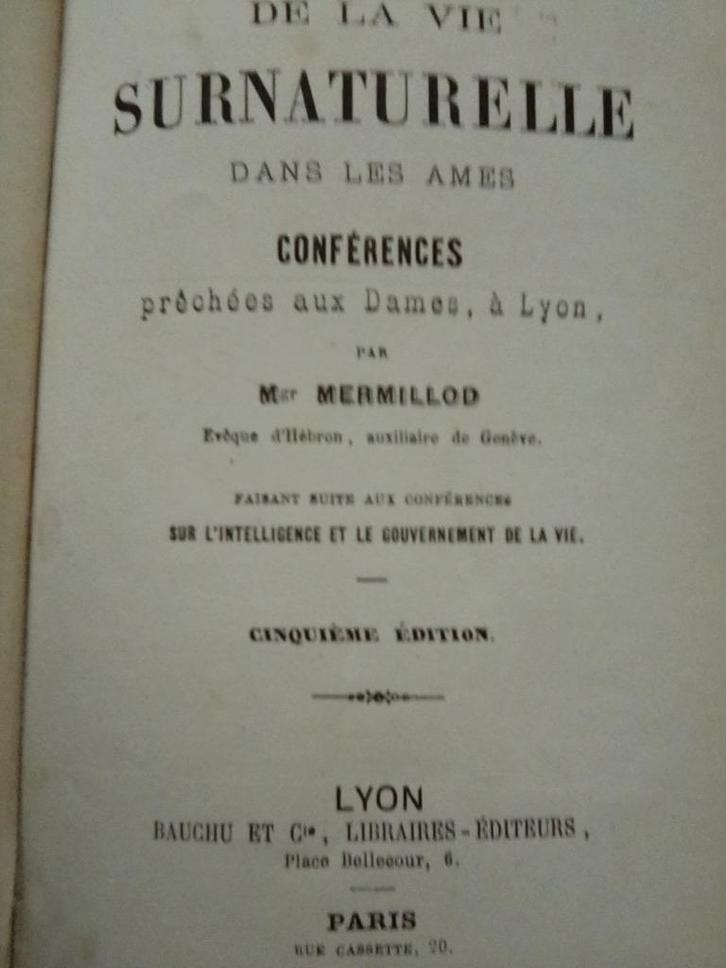 DE LA VIE
SURNATURELLE
DANS LES AMES
CONFÉRENCES
prêchées aux Dames, à Lyon,
PAR
Mgr MERMILLOD
Evêque d'Hébron, auxiliaire de Genève.
FAISANT SUITE AUX CONFÉRENCES
SUR L'INTELLIGENCE ET LE GOUVERNEMENT DE LA VIE.
CINQUIÈME ÉDITION.
LYON
BAUCHU ET Cie, LIBRAIRES-ÉDITEURS,
Place Bellecour, 6.
PARIS
RUE CASSETTE, 20.